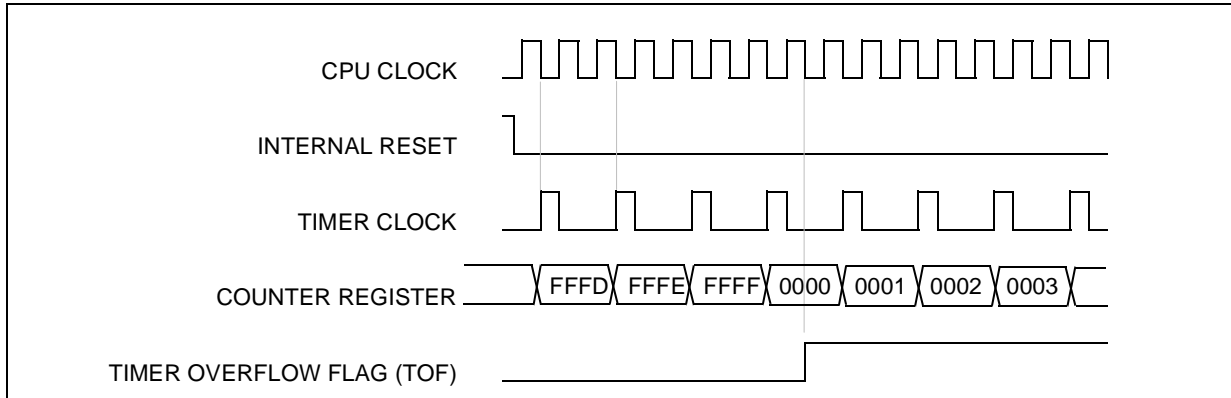 CPU CLOCK
INTERNAL RESET
TIMER CLOCK
COUNTER REGISTER FFFD FFFE FFFF 0000 0001 0002 0003
TIMER OVERFLOW FLAG (TOF)